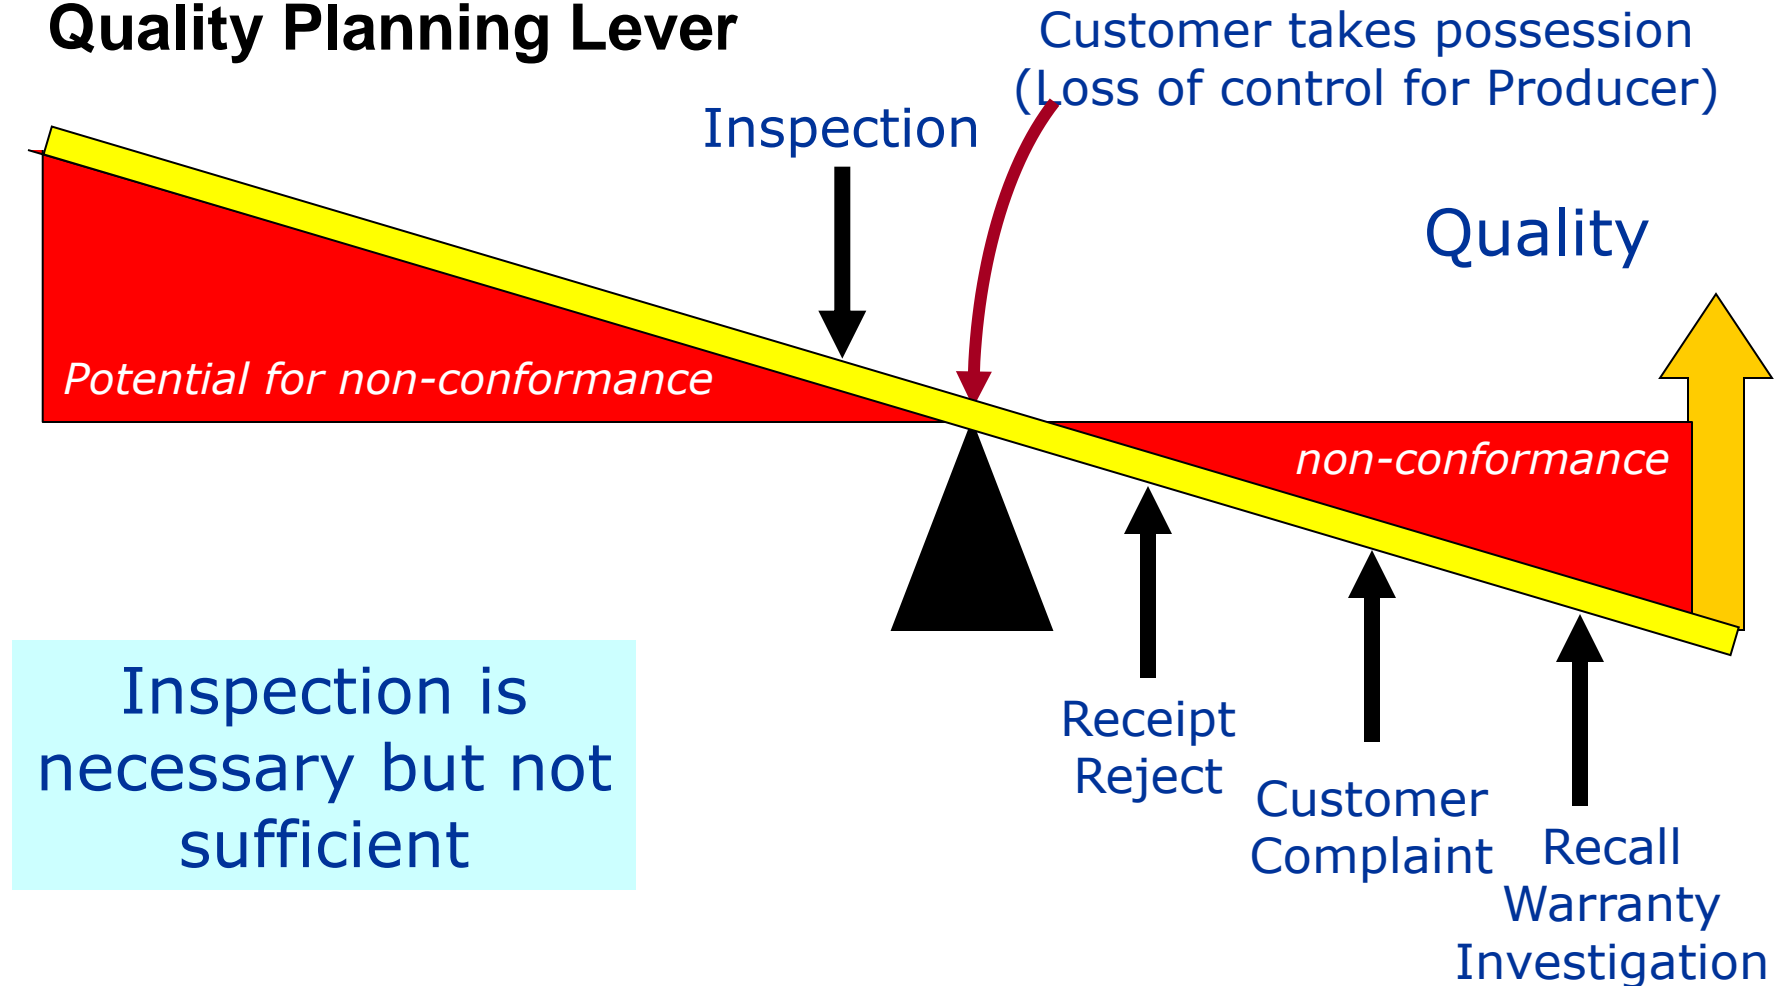 Quality Planning Lever
Customer takes possession
(Loss of control for Producer)
Inspection
Quality
Potential for non-conformance
non-conformance
Inspection is
necessary but not
sufficient
Receipt
Reject
Customer
Complaint
Recall
Warranty
Investigation